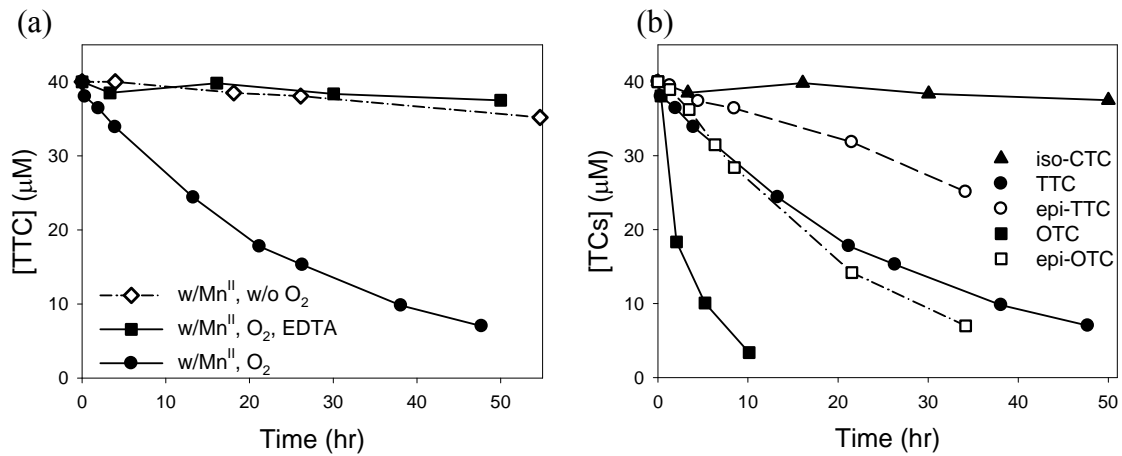 (a)
[TTC] (μM)
40
30
20
10
0
w/Mnᴵᴵ, w/o O₂
w/Mnᴵᴵ, O₂, EDTA
w/Mnᴵᴵ, O₂
0 10 20 30 40 50
Time (hr)
(b)
[TCs] (μM)
40
30
20
10
0
iso-CTC
TTC
epi-TTC
OTC
epi-OTC
0 10 20 30 40 50
Time (hr)